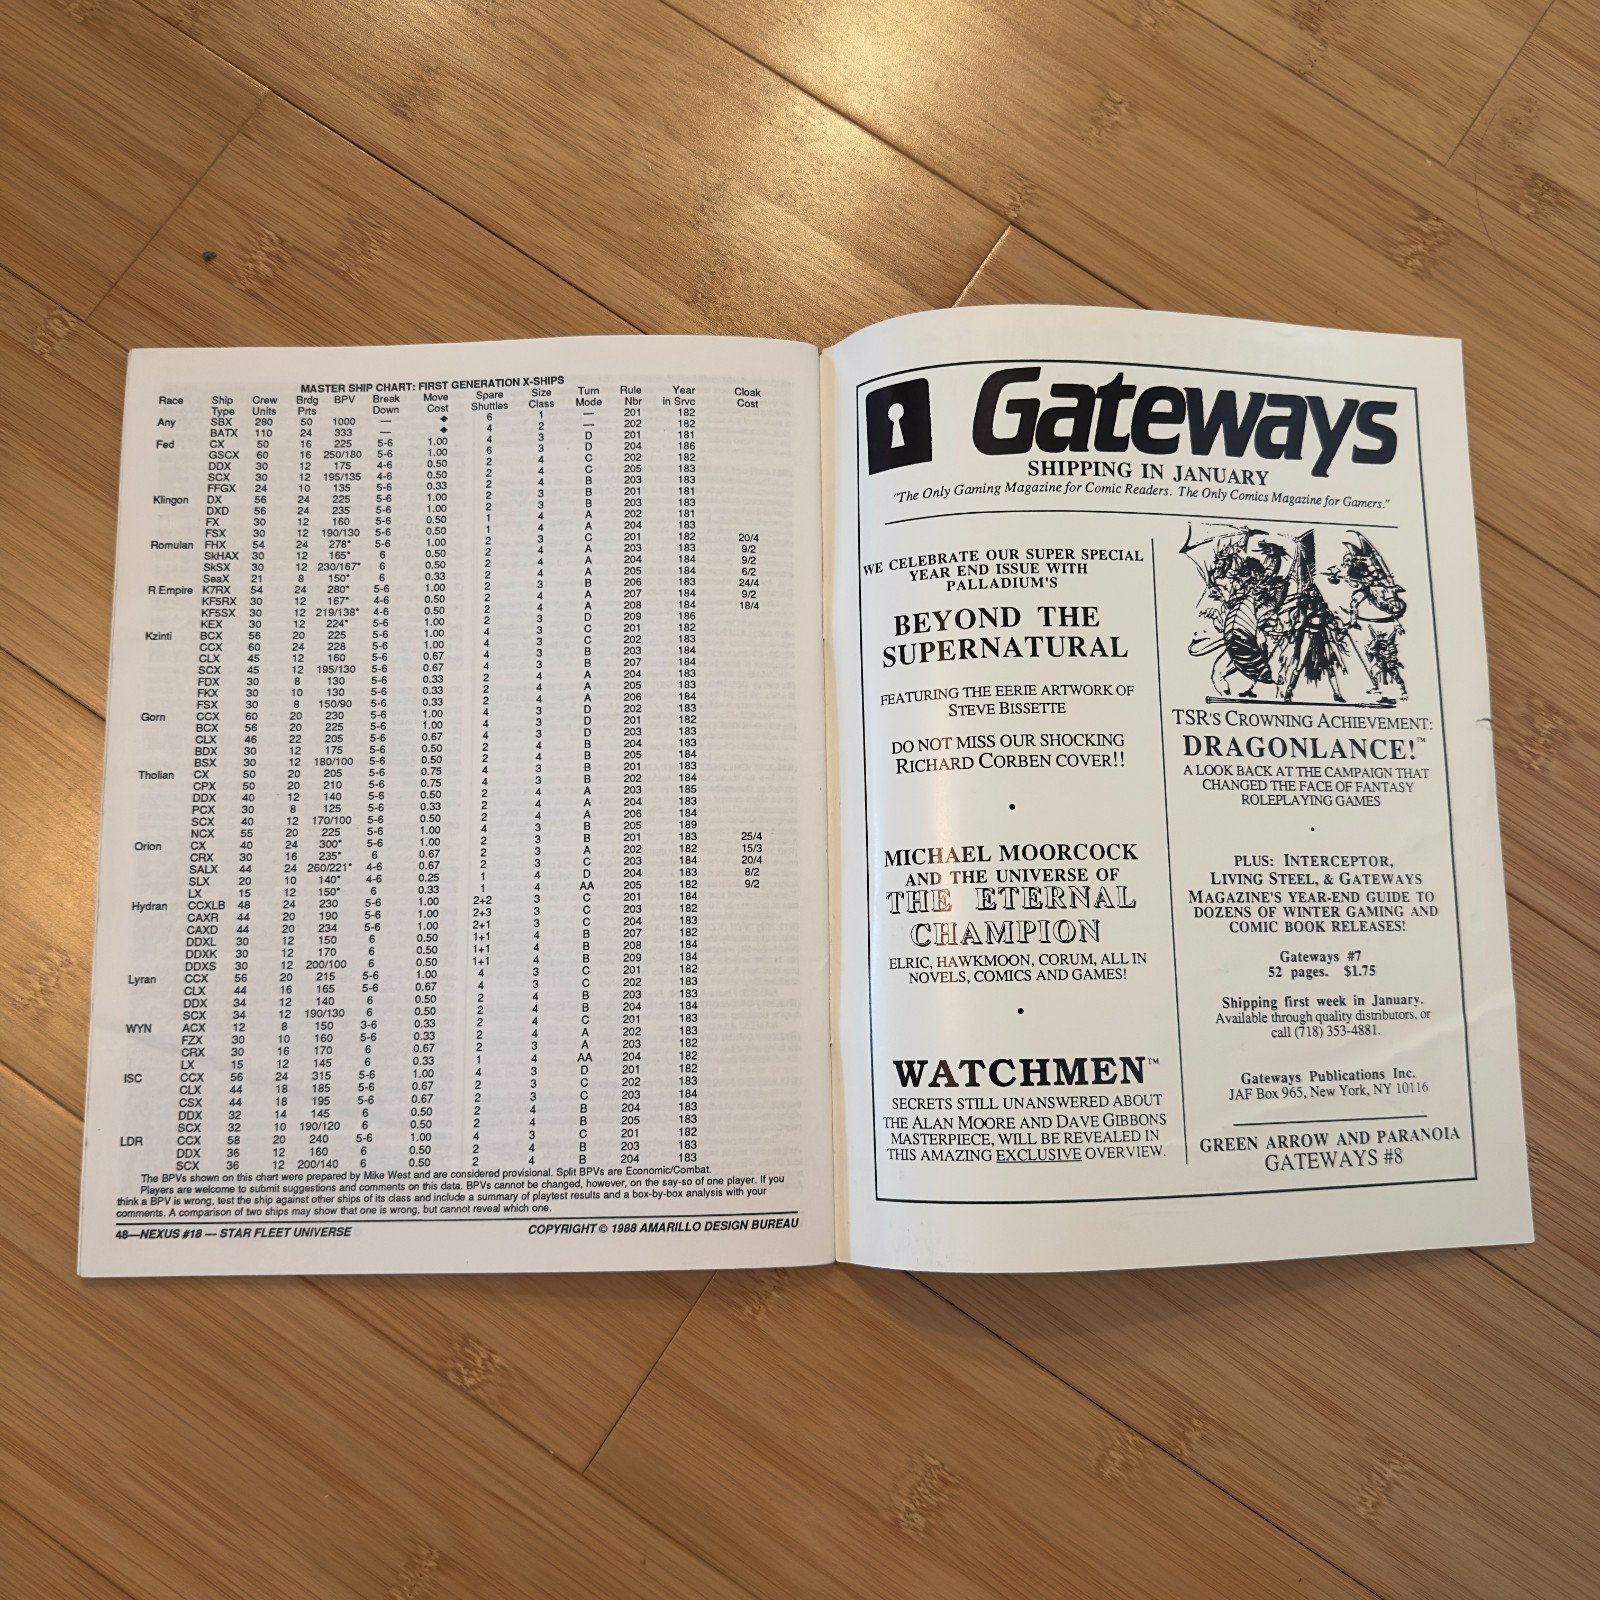 MASTER SHIP CHART: FIRST GENERATION X-SHIPS
Race Ship Crew Brdg BPV Break Move Spare Size Turn Rule Year Cloak
Type Units Prts Down Cost Shuttles Class Mode Nbr in Srvc Cost
Any SBX 280 50 1000 — ◆ 6 1 — 201 182
BATX 110 24 333 — ◆ 4 2 — 202 182
Fed CX 50 16 225 5-6 1.00 4 3 D 201 181
GSCX 60 16 250/180 5-6 1.00 6 3 D 204 186
DDX 30 12 175 4-6 0.50 2 4 C 202 182
SCX 30 12 195/135 4-6 0.50 2 4 C 205 183
FFGX 24 10 135 5-6 0.33 2 4 B 203 183
Klingon DX 56 24 225 5-6 1.00 2 3 B 201 181
DXD 56 24 235 5-6 1.00 2 3 B 203 183
FX 30 12 160 5-6 0.50 1 4 A 202 181
FSX 30 12 190/130 5-6 0.50 1 4 A 204 183
Romulan FHX 54 24 278* 5-6 1.00 2 3 C 201 182 20/4
SkHAX 30 12 165* 6 0.50 2 4 A 203 183 9/2
SkSX 30 12 230/167* 6 0.50 2 4 A 204 184 9/2
SeaX 21 8 150* 6 0.33 2 4 A 205 184 6/2
R Empire K7RX 54 24 280* 5-6 1.00 2 3 B 206 183 24/4
KF5RX 30 12 167* 4-6 0.50 2 4 A 207 184 9/2
KF5SX 30 12 219/138* 4-6 0.50 2 4 A 208 184 18/4
KEX 30 12 224* 5-6 1.00 2 3 D 209 186
Kzinti BCX 56 20 225 5-6 1.00 4 3 C 201 182
CCX 60 24 228 5-6 1.00 4 3 C 202 183
CLX 45 12 160 5-6 0.67 4 3 B 203 183
SCX 45 12 195/130 5-6 0.67 4 3 B 207 184
FDX 30 8 130 5-6 0.33 2 4 A 204 184
FKX 30 10 130 5-6 0.33 2 4 A 205 183
FSX 30 8 150/90 5-6 0.33 2 4 A 206 184
Gorn CCX 60 20 230 5-6 1.00 4 3 D 202 183
BCX 56 20 225 5-6 1.00 4 3 D 201 182
CLX 46 22 205 5-6 0.67 4 3 D 203 183
BDX 30 12 175 5-6 0.50 2 4 B 204 183
BSX 30 12 180/100 5-6 0.50 2 4 B 205 184
Tholian CX 50 20 205 5-6 0.75 4 3 B 201 183
CPX 50 20 210 5-6 0.75 4 3 B 202 184
DDX 40 12 140 5-6 0.50 2 4 A 203 185
PCX 30 8 125 5-6 0.33 2 4 A 204 183
SCX 40 12 170/100 5-6 0.50 2 4 A 206 184
NCX 55 20 225 5-6 1.00 4 3 B 205 189
Orion CX 40 24 300* 5-6 1.00 2 3 B 201 183 25/4
CRX 30 16 235* 6 0.67 2 3 A 202 183 15/3
SALX 44 24 260/221* 4-6 0.67 2 3 C 203 184 20/4
SLX 20 10 140* 4-6 0.25 1 4 D 204 183 8/2
LX 15 12 150* 6 0.33 1 4 AA 205 182 9/2
Hydran CCXLB 48 24 230 5-6 1.00 2+2 3 C 201 184
CAXR 44 20 190 5-6 1.00 2+3 3 C 203 182
CAXD 44 20 234 5-6 1.00 2+1 3 C 204 183
DDXL 30 12 150 6 0.50 1+1 4 B 207 182
DDXK 30 12 170 6 0.50 1+1 4 B 208 184
DDXS 30 12 200/100 6 0.50 1+1 4 B 209 184
Lyran CCX 56 20 215 5-6 1.00 4 3 C 201 182
CLX 44 16 165 5-6 0.67 4 3 C 202 183
DDX 34 12 140 6 0.50 2 4 B 203 183
SCX 34 12 190/130 6 0.50 2 4 B 204 184
WYN ACX 12 8 150 3-6 0.33 2 4 C 201 183
FZX 30 10 160 5-6 0.33 2 4 A 202 182
CRX 30 16 170 6 0.67 2 3 A 203 183
LX 15 12 145 6 0.33 1 4 AA 204 182
ISC CCX 56 24 315 5-6 1.00 4 3 D 201 182
CLX 44 18 185 5-6 0.67 2 3 C 202 183
CSX 44 18 195 5-6 0.67 2 3 C 203 184
DDX 32 14 145 6 0.50 2 4 B 204 183
SCX 32 10 190/120 6 0.50 2 4 B 205 183
LDR CCX 58 20 240 5-6 1.00 4 3 C 201 182
DDX 36 12 160 6 0.50 2 4 B 203 183
SCX 36 12 200/140 6 0.50 2 4 B 204 183
The BPVs shown on this chart were prepared by Mike West and are considered provisional. Split BPVs are Economic/Combat.
Players are welcome to submit suggestions and comments on this data. BPVs cannot be changed, however, on the say-so of one player. If you
think a BPV is wrong, test the ship against other ships of its class and include a summary of playtest results and a box-by-box analysis with your
comments. A comparison of two ships may show that one is wrong, but cannot reveal which one.
48—NEXUS #18 — STAR FLEET UNIVERSE
COPYRIGHT © 1988 AMARILLO DESIGN BUREAU
Gateways
SHIPPING IN JANUARY
"The Only Gaming Magazine for Comic Readers. The Only Comics Magazine for Gamers."
WE CELEBRATE OUR SUPER SPECIAL
YEAR END ISSUE WITH
PALLADIUM'S
BEYOND THE
SUPERNATURAL
FEATURING THE EERIE ARTWORK OF
STEVE BISSETTE
DO NOT MISS OUR SHOCKING
RICHARD CORBEN COVER!!
•
MICHAEL MOORCOCK
AND THE UNIVERSE OF
THE ETERNAL
CHAMPION
ELRIC, HAWKMOON, CORUM, ALL IN
NOVELS, COMICS AND GAMES!
•
WATCHMEN™
SECRETS STILL UNANSWERED ABOUT
THE ALAN MOORE AND DAVE GIBBONS
MASTERPIECE, WILL BE REVEALED IN
THIS AMAZING EXCLUSIVE OVERVIEW.
TSR'S CROWNING ACHIEVEMENT:
DRAGONLANCE!™
A LOOK BACK AT THE CAMPAIGN THAT
CHANGED THE FACE OF FANTASY
ROLEPLAYING GAMES
•
PLUS: INTERCEPTOR,
LIVING STEEL, & GATEWAYS
MAGAZINE'S YEAR-END GUIDE TO
DOZENS OF WINTER GAMING AND
COMIC BOOK RELEASES!
Gateways #7
52 pages. $1.75
Shipping first week in January.
Available through quality distributors, or
call (718) 353-4881.
Gateways Publications Inc.
JAF Box 965, New York, NY 10116
GREEN ARROW AND PARANOIA
GATEWAYS #8